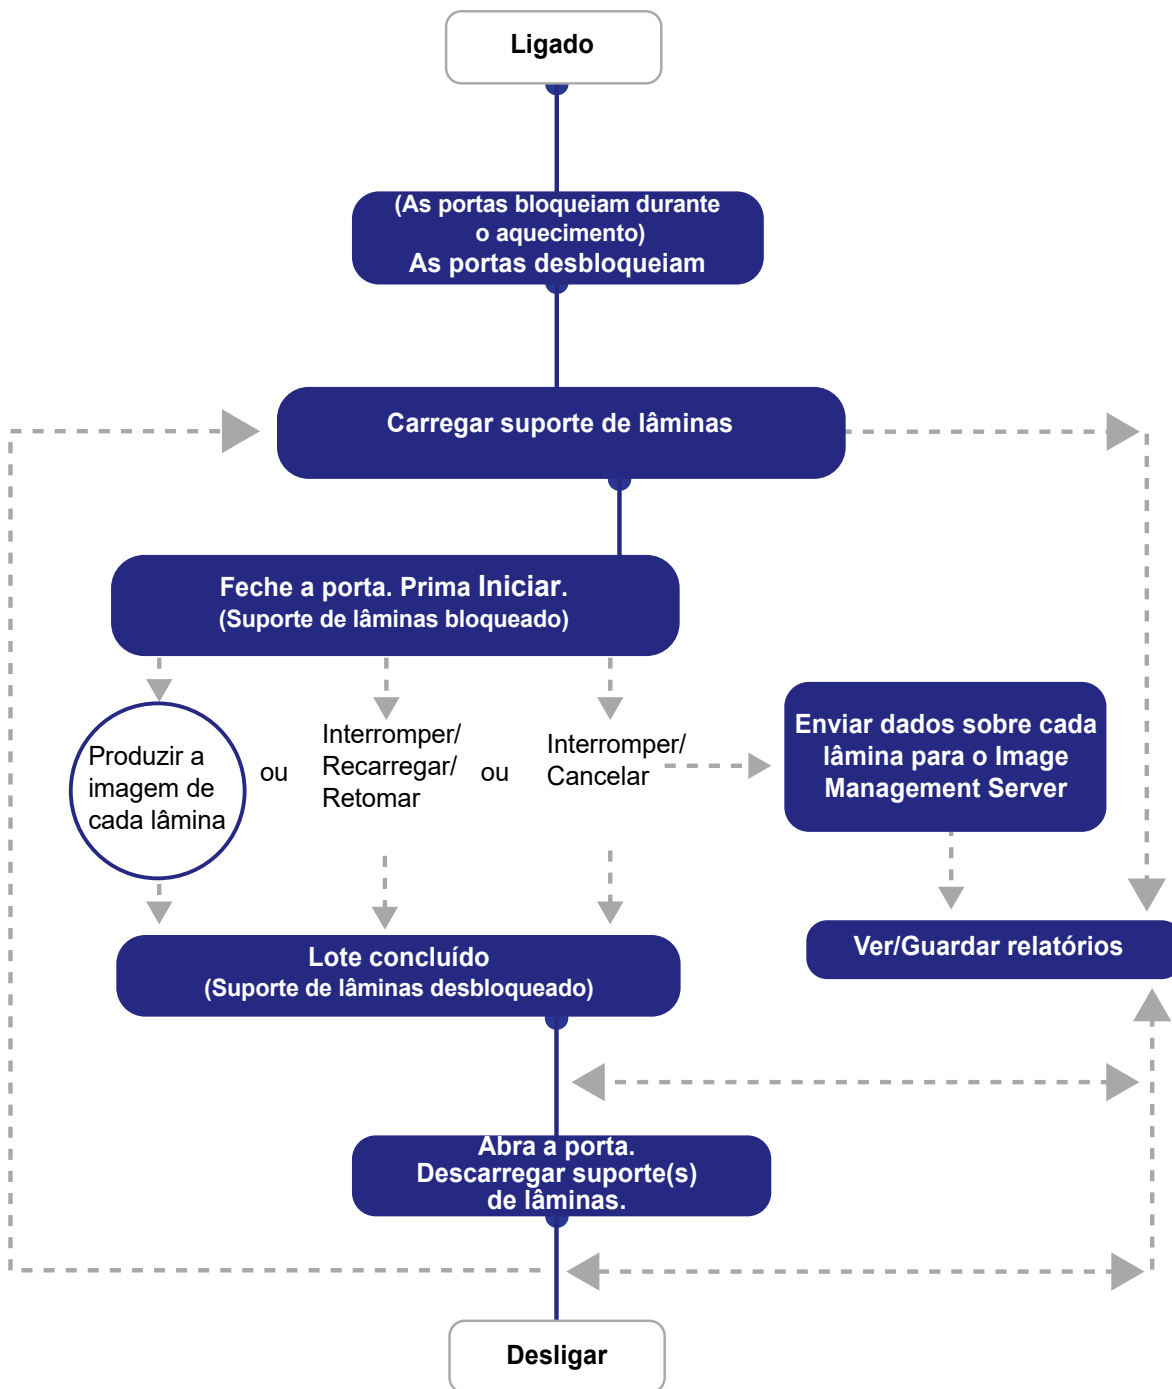 Ligado
(As portas bloqueiam durante
o aquecimento)
As portas desbloqueiam
Carregar suporte de lâminas
Feche a porta. Prima Iniciar.
(Suporte de lâminas bloqueado)
Produzir a
imagem de
cada lâmina
ou
Interromper/
Recarregar/
Retomar
ou
Interromper/
Cancelar
Enviar dados sobre cada
lâmina para o Image
Management Server
Lote concluído
(Suporte de lâminas desbloqueado)
Ver/Guardar relatórios
Abra a porta.
Descarregar suporte(s)
de lâminas.
Desligar